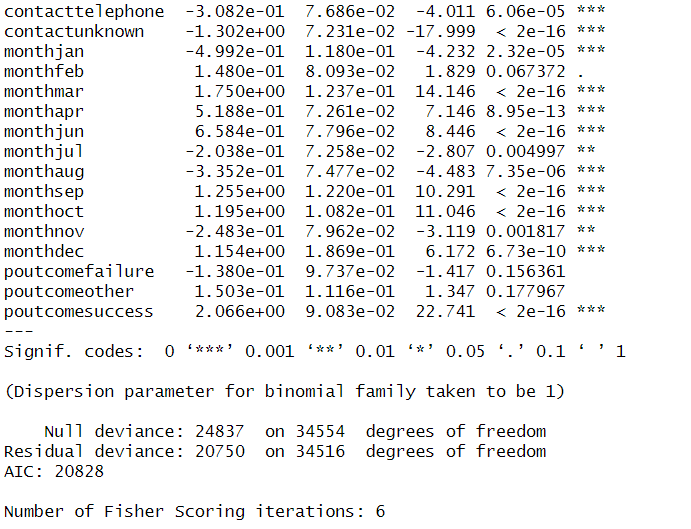 contacttelephone  -3.082e-01  7.686e-02  -4.011 6.06e-05 ***
contactunknown    -1.302e+00  7.231e-02 -17.999  < 2e-16 ***
monthjan          -4.992e-01  1.180e-01  -4.232 2.32e-05 ***
monthfeb           1.480e-01  8.093e-02   1.829 0.067372 .
monthmar           1.750e+00  1.237e-01  14.146  < 2e-16 ***
monthapr           5.188e-01  7.261e-02   7.146 8.95e-13 ***
monthjun           6.584e-01  7.796e-02   8.446  < 2e-16 ***
monthjul          -2.038e-01  7.258e-02  -2.807 0.004997 **
monthaug          -3.352e-01  7.477e-02  -4.483 7.35e-06 ***
monthsep           1.255e+00  1.220e-01  10.291  < 2e-16 ***
monthoct           1.195e+00  1.082e-01  11.046  < 2e-16 ***
monthnov          -2.483e-01  7.962e-02  -3.119 0.001817 **
monthdec           1.154e+00  1.869e-01   6.172 6.73e-10 ***
poutcomefailure   -1.380e-01  9.737e-02  -1.417 0.156361
poutcomeother      1.503e-01  1.116e-01   1.347 0.177967
poutcomesuccess    2.066e+00  9.083e-02  22.741  < 2e-16 ***
---
Signif. codes:  0 ‘***’ 0.001 ‘**’ 0.01 ‘*’ 0.05 ‘.’ 0.1 ‘ ’ 1
(Dispersion parameter for binomial family taken to be 1)
    Null deviance: 24837  on 34554  degrees of freedom
Residual deviance: 20750  on 34516  degrees of freedom
AIC: 20828
Number of Fisher Scoring iterations: 6